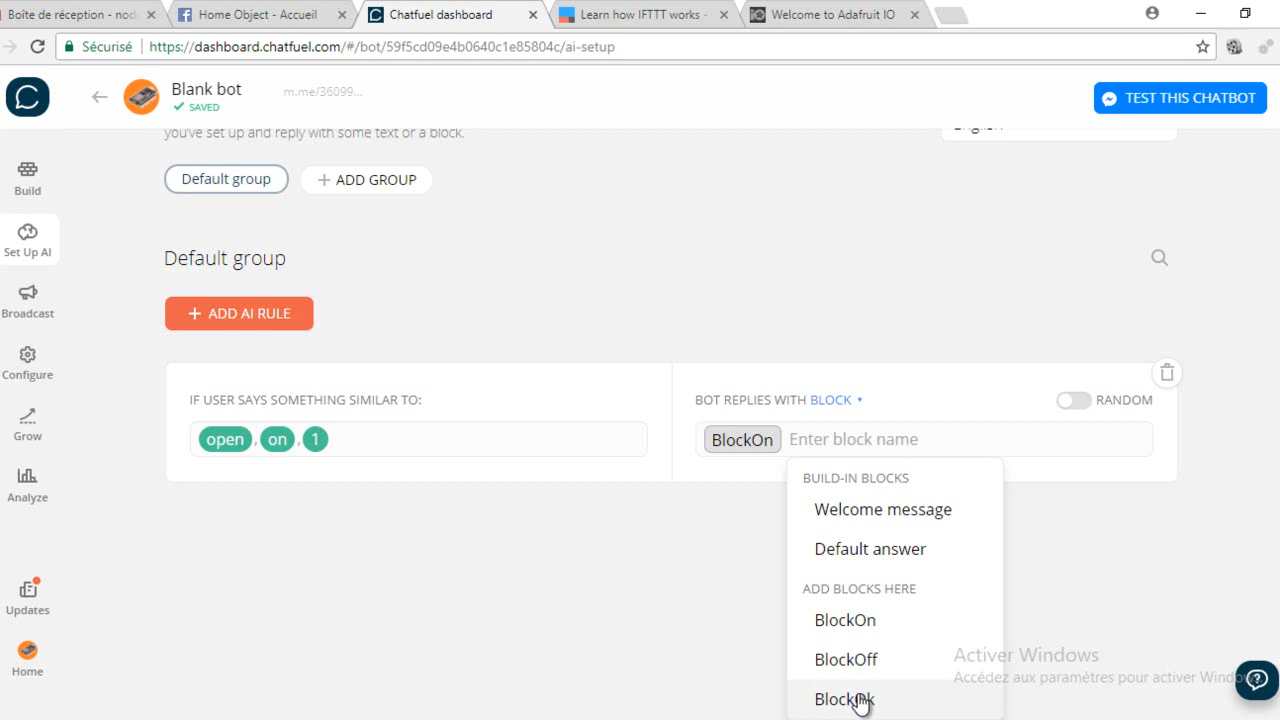 Boîte de réception - nod
Home Object - Accueil
Chatfuel dashboard
Learn how IFTTT works -
Welcome to Adafruit IO
Sécurisé
https://dashboard.chatfuel.com/#/bot/59f5cd09e4b0640c1e85804c/ai-setup
Blank bot
SAVED
m.me/36099...
TEST THIS CHATBOT
you've set up and reply with some text or a block.
English
Default group
+ ADD GROUP
Build
Set Up AI
Broadcast
Configure
Grow
Analyze
Updates
Home
Default group
+ ADD AI RULE
IF USER SAYS SOMETHING SIMILAR TO:
open, on, 1
BOT REPLIES WITH BLOCK
RANDOM
BlockOn Enter block name
BUILD-IN BLOCKS
Welcome message
Default answer
ADD BLOCKS HERE
BlockOn
BlockOff
BlockOk
Activer Windows
Accédez aux paramètres pour activer Windows